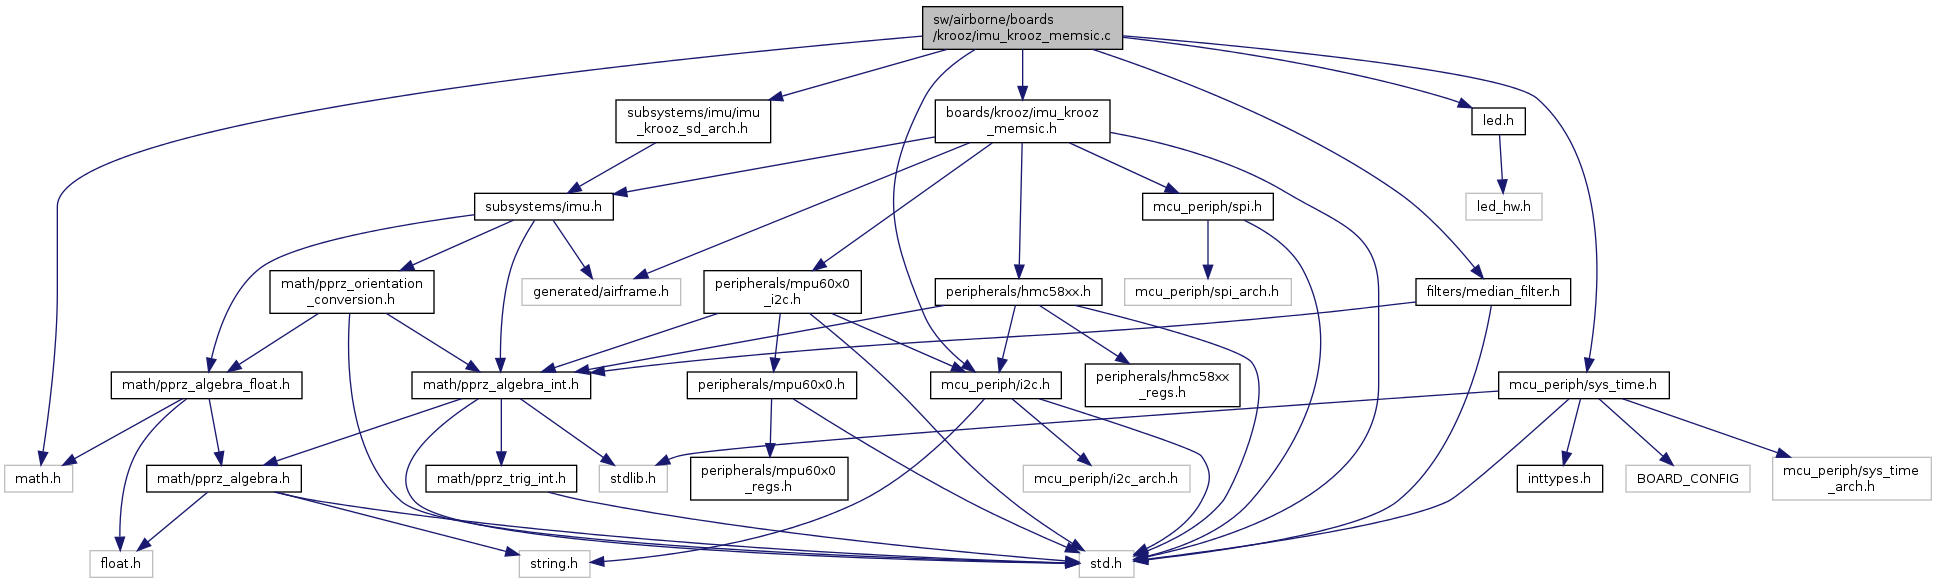 sw/airborne/boards
/krooz/imu_krooz_memsic.c
subsystems/imu/imu
_krooz_sd_arch.h
boards/krooz/imu_krooz
_memsic.h
led.h
subsystems/imu.h
mcu_periph/spi.h
led_hw.h
math/pprz_orientation
_conversion.h
generated/airframe.h
peripherals/mpu60x0
_i2c.h
peripherals/hmc58xx.h
mcu_periph/spi_arch.h
filters/median_filter.h
math/pprz_algebra_float.h
math/pprz_algebra_int.h
peripherals/mpu60x0.h
mcu_periph/i2c.h
peripherals/hmc58xx
_regs.h
mcu_periph/sys_time.h
math.h
math/pprz_algebra.h
math/pprz_trig_int.h
stdlib.h
peripherals/mpu60x0
_regs.h
mcu_periph/i2c_arch.h
inttypes.h
BOARD_CONFIG
mcu_periph/sys_time
_arch.h
float.h
string.h
std.h